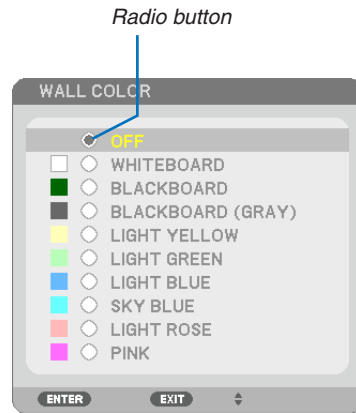 Radio button
WALL COLOR
OFF
WHITEBOARD
BLACKBOARD
BLACKBOARD (GRAY)
LIGHT YELLOW
LIGHT GREEN
LIGHT BLUE
SKY BLUE
LIGHT ROSE
PINK
ENTER EXIT